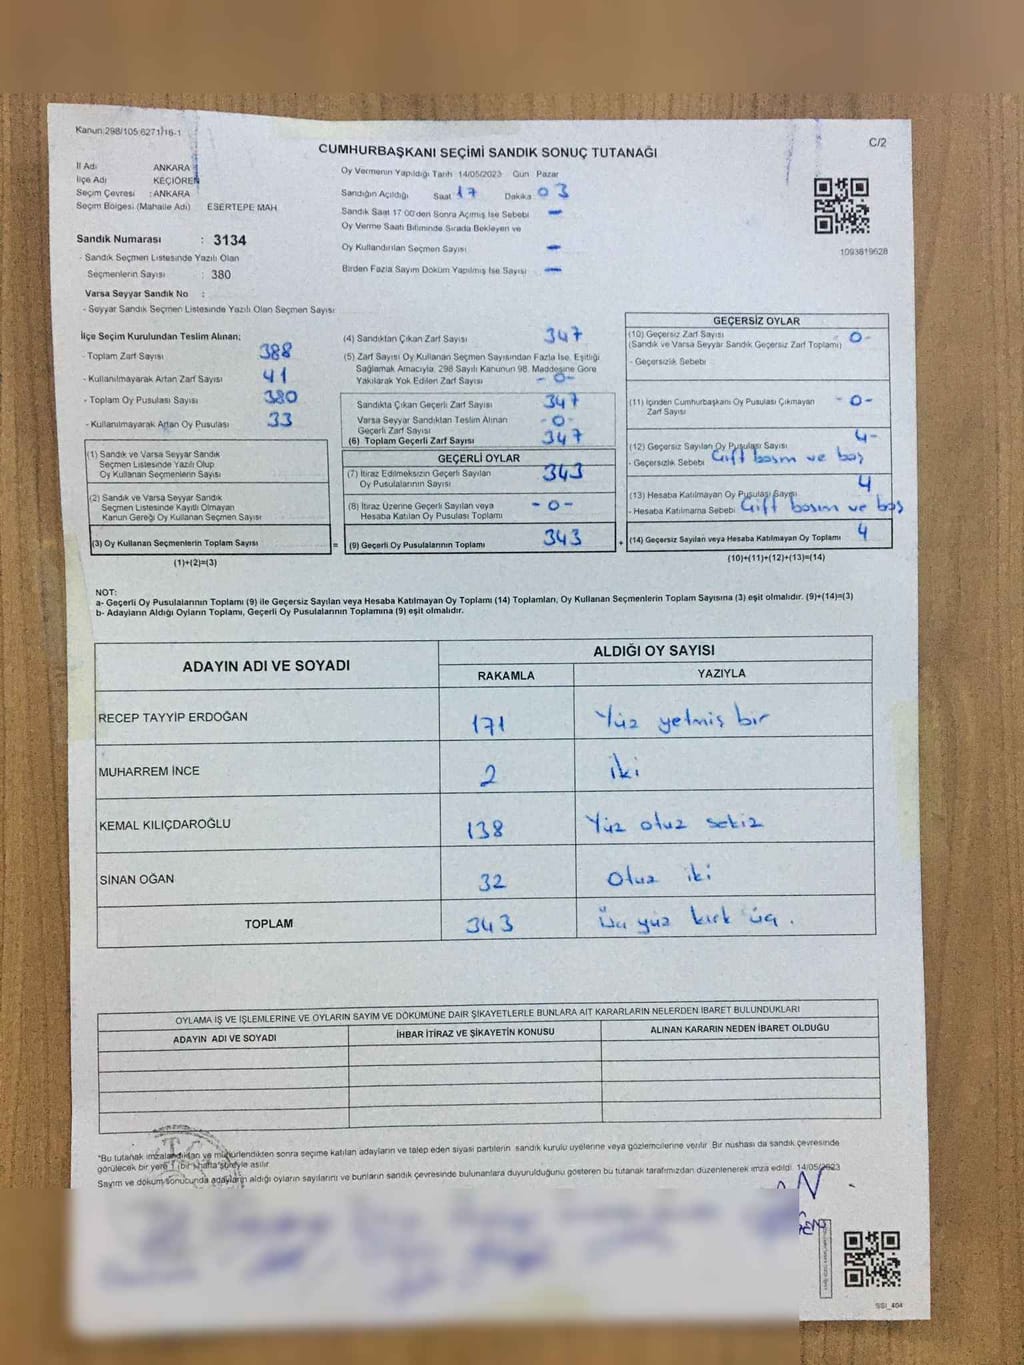 Kanun:298/105 6271/16-1
C/2
CUMHURBAŞKANI SEÇİMİ SANDIK SONUÇ TUTANAĞI
İl Adı ANKARA
İlçe Adı KEÇİÖREN
Seçim Çevresi : ANKARA
Seçim Bölgesi (Mahalle Adı) ESERTEPE MAH
Sandık Numarası : 3134
- Sandık Seçmen Listesinde Yazılı Olan
Seçmenlerin Sayısı : 380
Varsa Seyyar Sandık No :
- Seyyar Sandık Seçmen Listesinde Yazılı Olan Seçmen Sayısı
Oy Vermenin Yapıldığı Tarih 14/05/2023 Gün Pazar
Sandığın Açıldığı Saat 17 Dakika 03
Sandık Saat 17:00'den Sonra Açılmış İse Sebebi —
Oy Verme Saati Bitiminde Sırada Bekleyen ve
Oy Kullandırılan Seçmen Sayısı —
Birden Fazla Sayım Döküm Yapılmış İse Sayısı —
1093819628
İlçe Seçim Kurulundan Teslim Alınan;
- Toplam Zarf Sayısı 388
- Kullanılmayarak Artan Zarf Sayısı 41
- Toplam Oy Pusulası Sayısı 380
- Kullanılmayarak Artan Oy Pusulası 33
(1) Sandık ve Varsa Seyyar Sandık
Seçmen Listesinde Yazılı Olup
Oy Kullanan Seçmenlerin Sayısı
(2) Sandık ve Varsa Seyyar Sandık
Seçmen Listesinde Kayıtlı Olmayan
Kanun Gereği Oy Kullanan Seçmen Sayısı
(3) Oy Kullanan Seçmenlerin Toplam Sayısı
(1)+(2)=(3)
(4) Sandıktan Çıkan Zarf Sayısı 347
(5) Zarf Sayısı Oy Kullanan Seçmen Sayısından Fazla İse, Eşitliği
Sağlamak Amacıyla, 298 Sayılı Kanunun 98. Maddesine Göre
Yakılarak Yok Edilen Zarf Sayısı -0-
Sandıkta Çıkan Geçerli Zarf Sayısı 347
Varsa Seyyar Sandıktan Teslim Alınan
Geçerli Zarf Sayısı -0-
(6) Toplam Geçerli Zarf Sayısı 347
GEÇERLİ OYLAR
(7) İtiraz Edilmeksizin Geçerli Sayılan
Oy Pusulalarının Sayısı 343
(8) İtiraz Üzerine Geçerli Sayılan veya
Hesaba Katılan Oy Pusulası Toplamı -0-
= (9) Geçerli Oy Pusulalarının Toplamı 343
GEÇERSİZ OYLAR
(10) Geçersiz Zarf Sayısı
(Sandık ve Varsa Seyyar Sandık Geçersiz Zarf Toplamı) 0-
- Geçersizlik Sebebi
(11) İçinden Cumhurbaşkanı Oy Pusulası Çıkmayan
Zarf Sayısı -0-
(12) Geçersiz Sayılan Oy Pusulası Sayısı 4-
- Geçersizlik Sebebi Çift basım ve boş
(13) Hesaba Katılmayan Oy Pusulası Sayısı 4
- Hesaba Katılmama Sebebi Çift basım ve boş
+ (14) Geçersiz Sayılan veya Hesaba Katılmayan Oy Toplamı 4
(10)+(11)+(12)+(13)=(14)
NOT:
a- Geçerli Oy Pusulalarının Toplamı (9) ile Geçersiz Sayılan veya Hesaba Katılmayan Oy Toplamı (14) Toplamları, Oy Kullanan Seçmenlerin Toplam Sayısına (3) eşit olmalıdır. (9)+(14)=(3)
b- Adayların Aldığı Oyların Toplamı, Geçerli Oy Pusulalarının Toplamına (9) eşit olmalıdır.
ADAYIN ADI VE SOYADI
ALDIĞI OY SAYISI
RAKAMLA YAZIYLA
RECEP TAYYİP ERDOĞAN 171 Yüz yetmiş bir
MUHARREM İNCE 2 iki
KEMAL KILIÇDAROĞLU 138 Yüz otuz sekiz
SİNAN OĞAN 32 Otuz iki
TOPLAM 343 Üç yüz kırk üç.
OYLAMA İŞ VE İŞLEMLERİNE VE OYLARIN SAYIM VE DÖKÜMÜNE DAİR ŞİKAYETLERLE BUNLARA AİT KARARLARIN NELERDEN İBARET BULUNDUKLARI
ADAYIN ADI VE SOYADI İHBAR İTİRAZ VE ŞİKAYETİN KONUSU ALINAN KARARIN NEDEN İBARET OLDUĞU
*Bu tutanak imzalandıktan ve mühürlendikten sonra seçime katılan adayların ve talep eden siyasi partilerin sandık kurulu üyelerine veya gözlemcilerine verilir. Bir nüshası da sandık çevresinde
görülecek bir yere 1 (bir) hafta süreyle asılır.
Sayım ve döküm sonucunda adayların aldığı oyların sayılarını ve bunların sandık çevresinde bulunanlara duyurulduğunu gösteren bu tutanak tarafımızdan düzenlenerek imza edildi. 14/05/2023
SSI_404